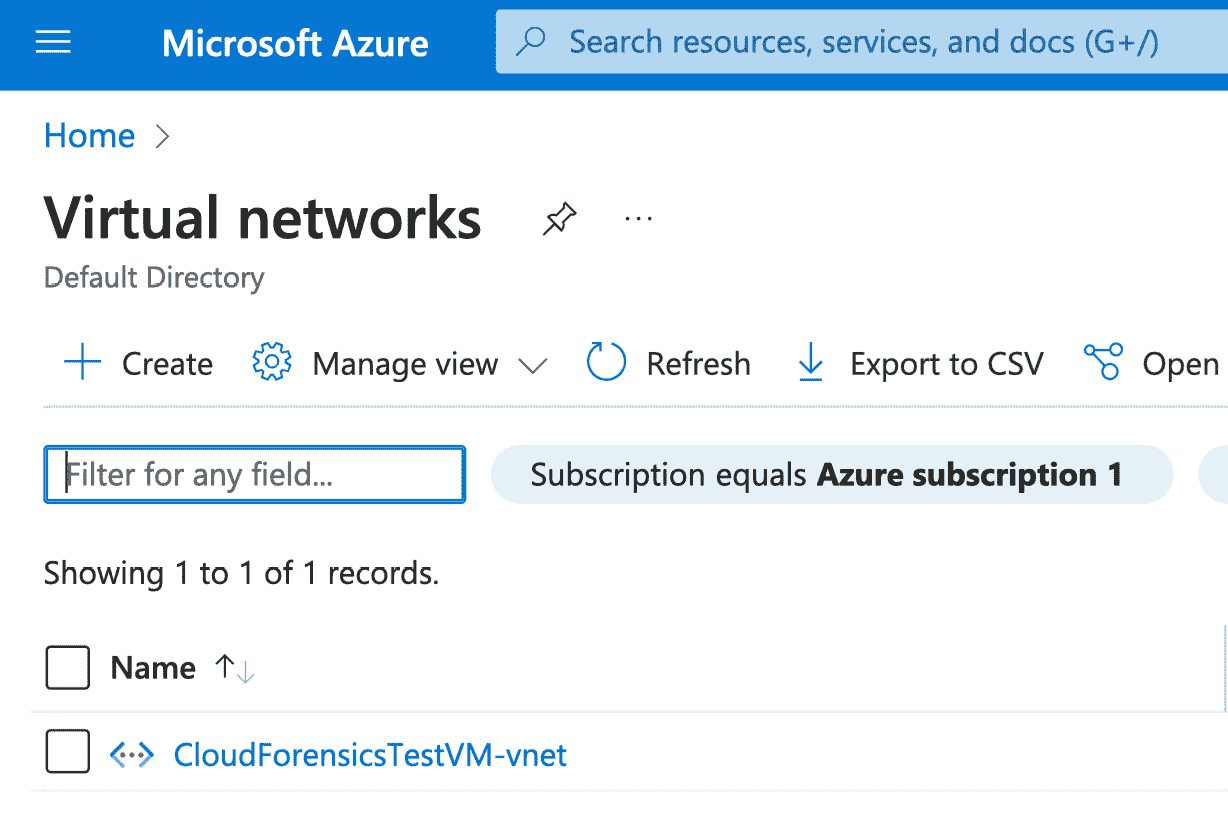 Microsoft Azure Search resources, services, and docs (G+/)
Home
Virtual networks ...
Default Directory
Create Manage view Refresh Export to CSV Open
Filter for any field... Subscription equals Azure subscription 1
Showing 1 to 1 of 1 records.
Name
CloudForensicsTestVM-vnet